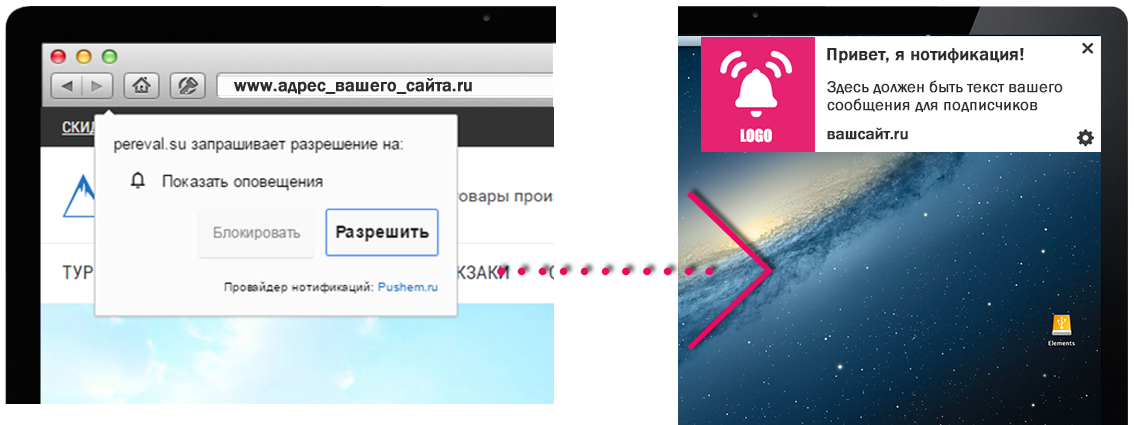 www.адрес_вашего_сайта.ru
СКИД
pereval.su запрашивает разрешение на:
Показать оповещения
овары прои
Блокировать
Разрешить
ТУР
КЗАКИ
Провайдер нотификаций: Pushem.ru
Привет, я нотификация!
Здесь должен быть текст вашего
сообщения для подписчиков
вашсайт.ru
LOGO
Elements